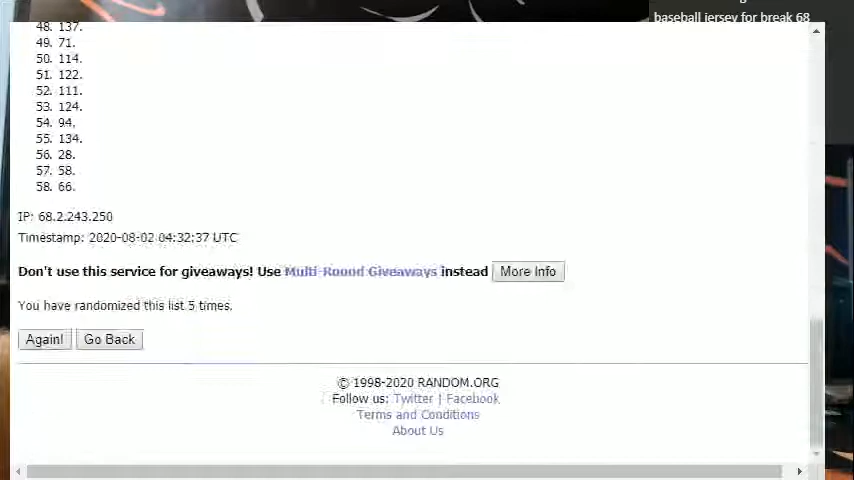 baseball jersey for break 68
48. 137.
49. 71.
50. 114.
51. 122.
52. 111.
53. 124.
54. 94.
55. 134.
56. 28.
57. 58.
58. 66.
IP: 68.2.243.250
Timestamp: 2020-08-02 04:32:37 UTC
Don't use this service for giveaways! Use Multi-Round Giveaways instead More Info
You have randomized this list 5 times.
Again! Go Back
© 1998-2020 RANDOM.ORG
Follow us: Twitter | Facebook
Terms and Conditions
About Us